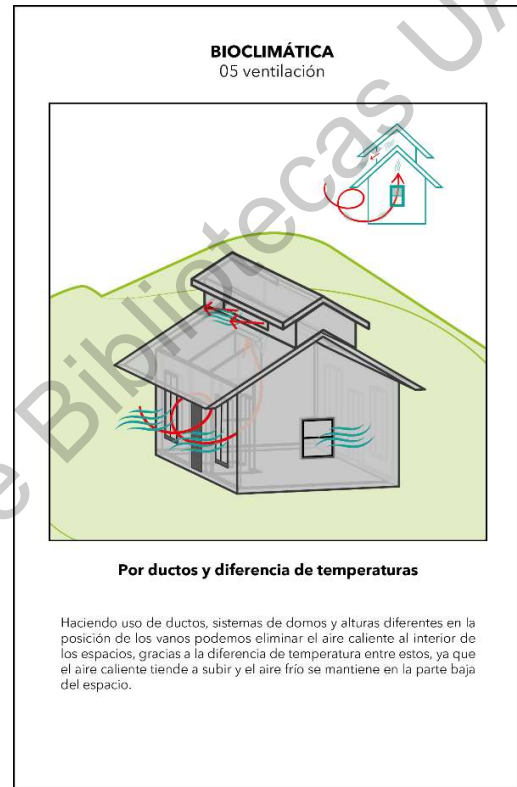 BIOCLIMÁTICA
05 ventilación
Por ductos y diferencia de temperaturas
Haciendo uso de ductos, sistemas de domos y alturas diferentes en la
posición de los vanos podemos eliminar el aire caliente al interior de
los espacios, gracias a la diferencia de temperatura entre estos, ya que
el aire caliente tiende a subir y el aire frío se mantiene en la parte baja
del espacio.
e Bibliotecas UA